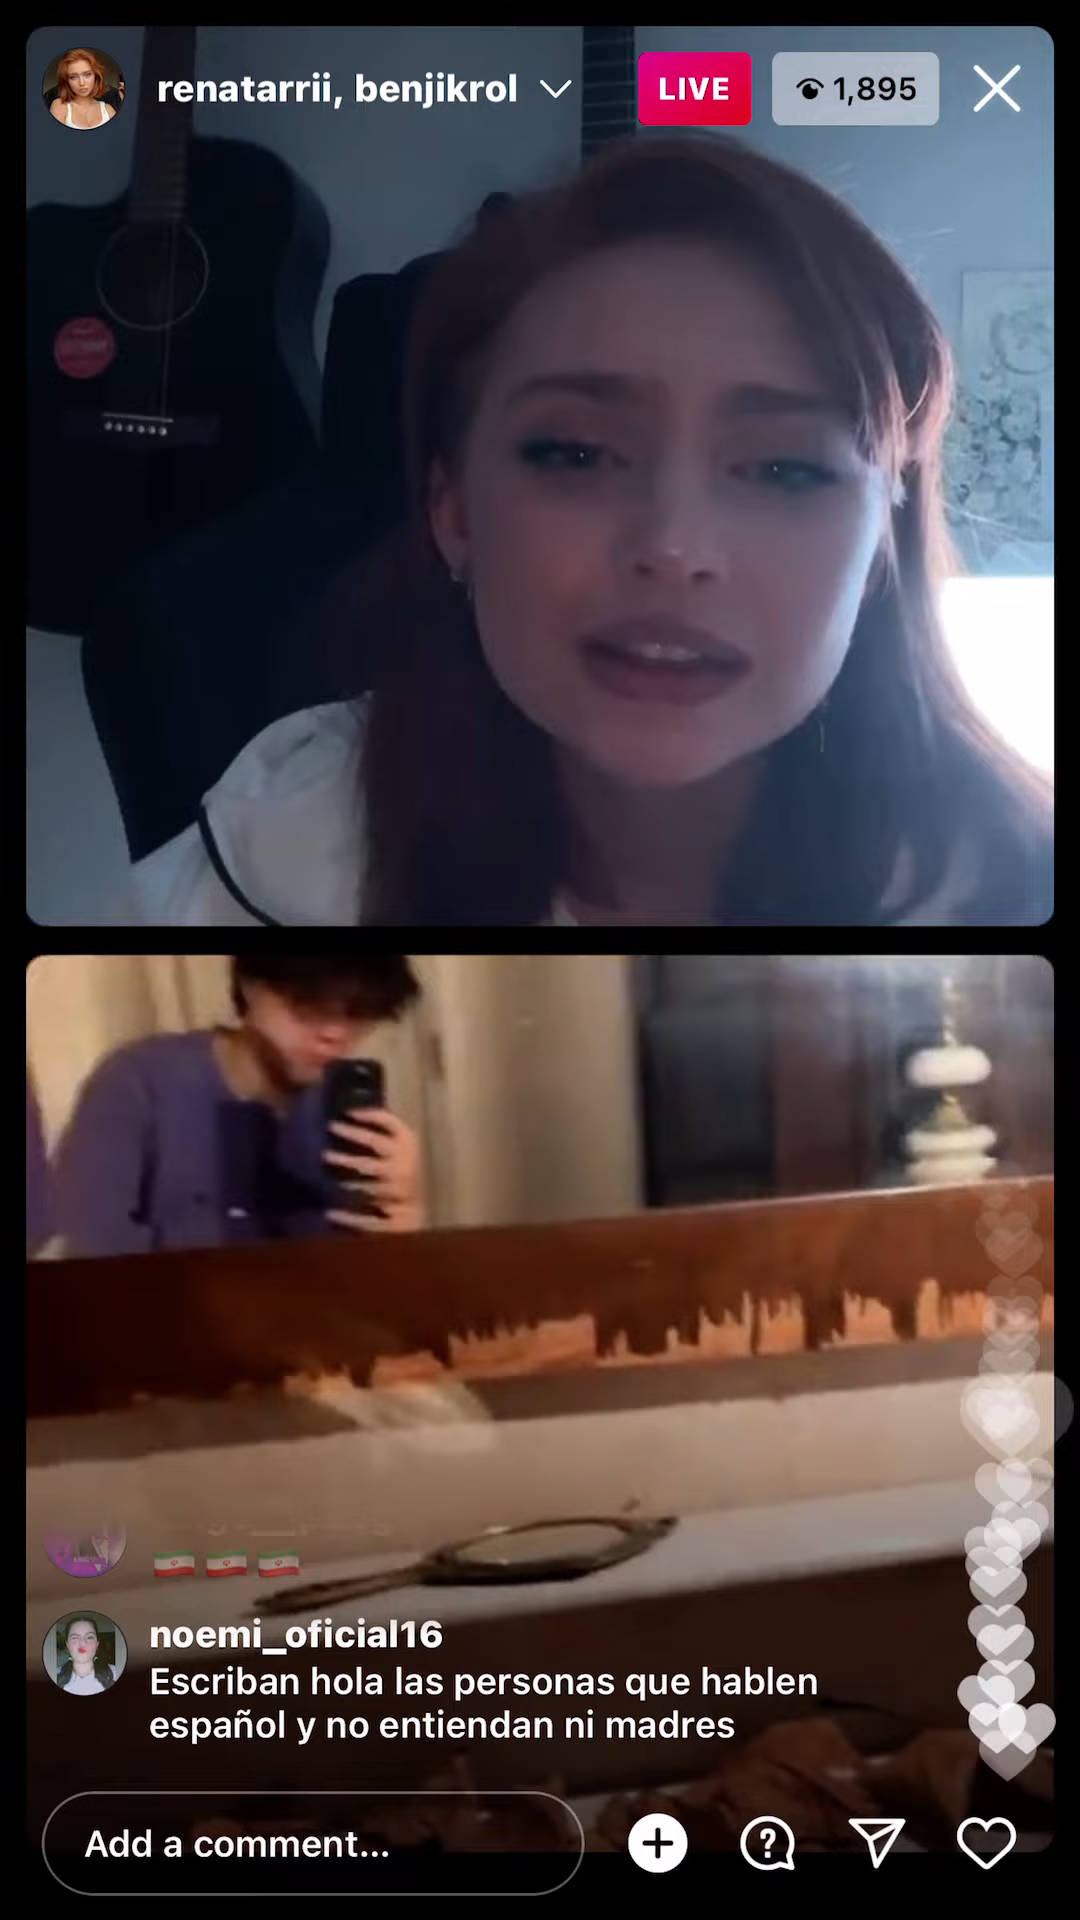 renatarrii, benjikrol
LIVE
1,895
noemi_oficial16
Escriban hola las personas que hablen
español y no entiendan ni madres
Add a comment...